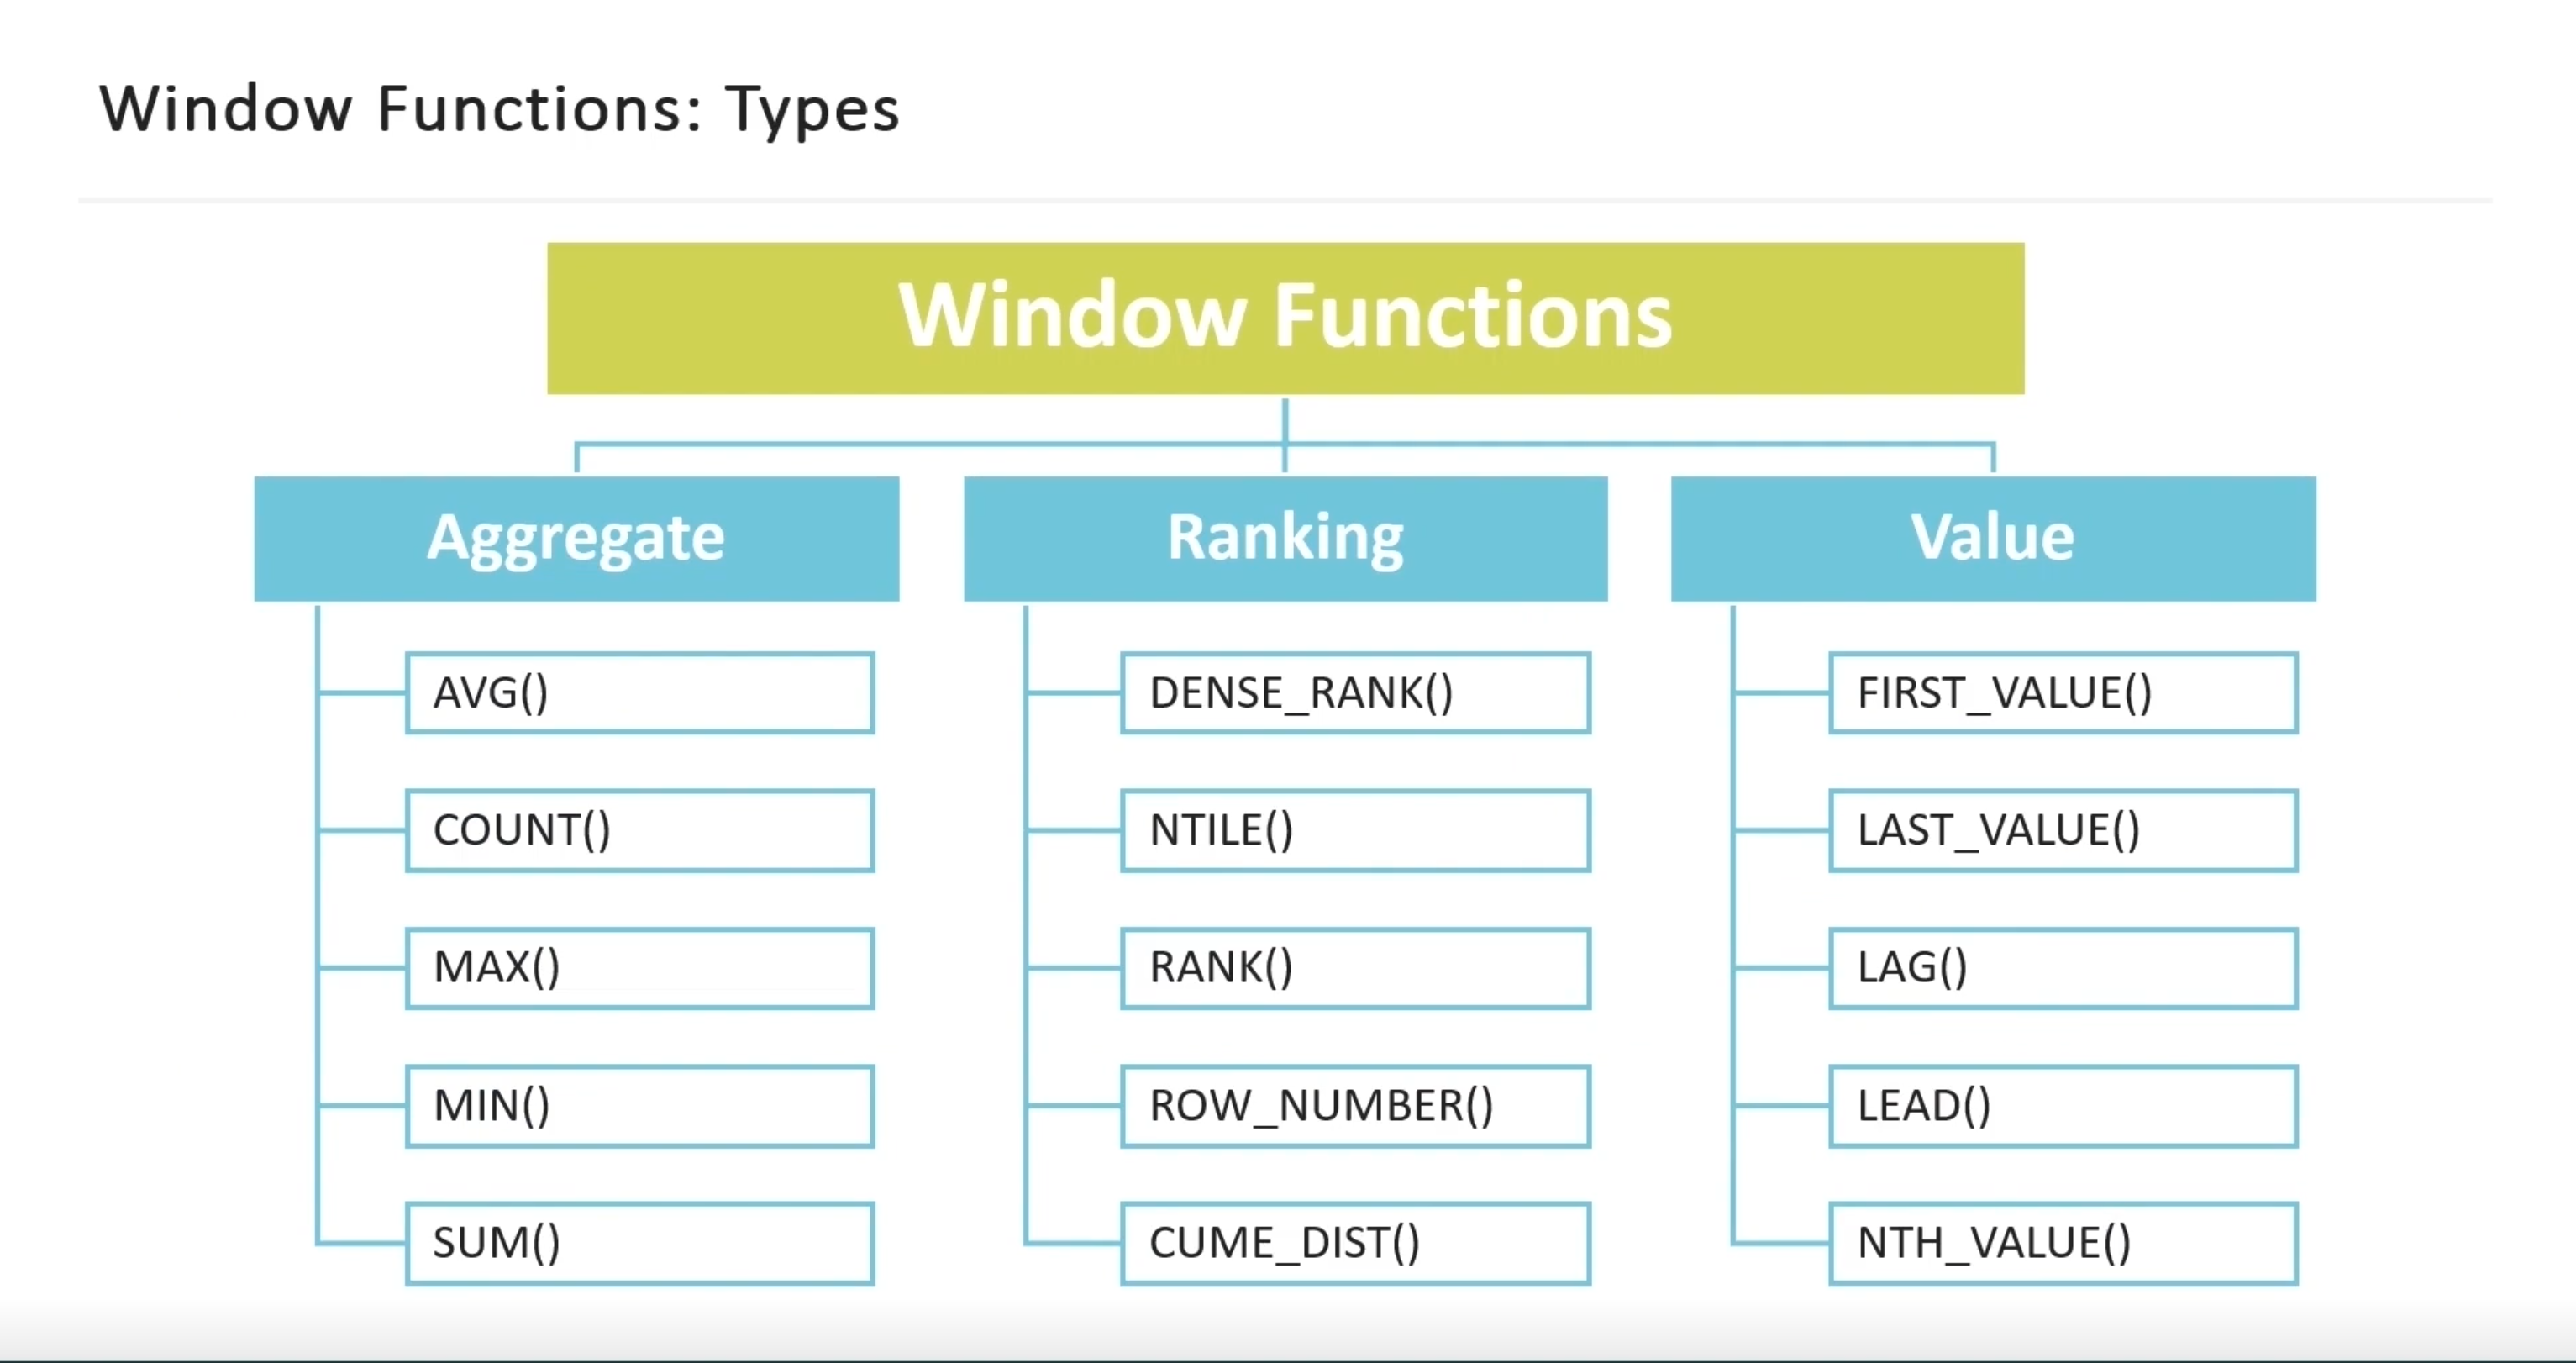 Window Functions: Types
Window Functions
Aggregate
AVG()
COUNT()
MAX()
MIN()
SUM()
Ranking
DENSE_RANK()
NTILE()
RANK()
ROW_NUMBER()
CUME_DIST()
Value
FIRST_VALUE()
LAST_VALUE()
LAG()
LEAD()
NTH_VALUE()